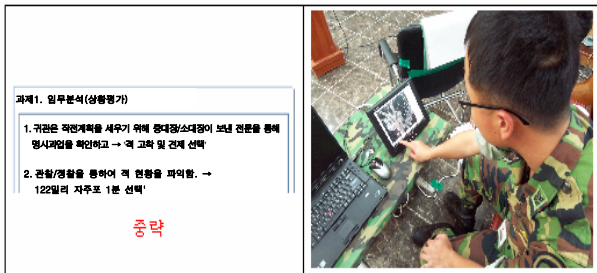 과제1. 임무분석(상황평가)
1. 귀관은 작전계획을 세우기 위해 중대장/소대장이 보낸 전문을 통해
명시과업을 확인하고 → '적 고착 및 견제 선택'
2. 관찰/정찰을 통하여 적 현황을 파악함. →
122밀리 자주포 1분 선택'
중략